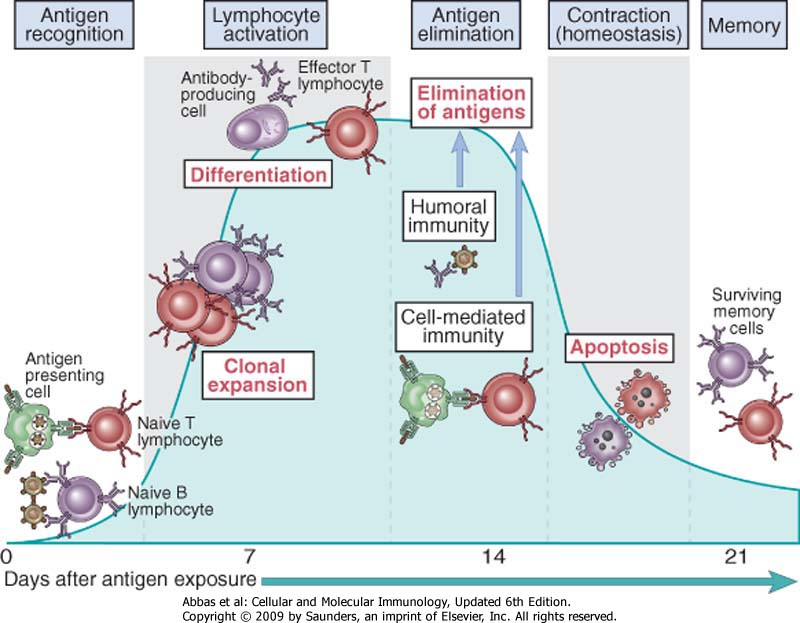 Antigen
recognition
Lymphocyte
activation
Antigen
elimination
Contraction
(homeostasis)
Memory
Antibody-
producing
cell
Effector T
lymphocyte
Elimination
of antigens
Differentiation
Humoral
immunity
Cell-mediated
immunity
Clonal
expansion
Apoptosis
Surviving
memory
cells
Antigen
presenting
cell
Naive T
lymphocyte
Naive B
lymphocyte
0
7
14
21
Days after antigen exposure
Abbas et al: Cellular and Molecular Immunology, Updated 6th Edition.
Copyright © 2009 by Saunders, an imprint of Elsevier, Inc. All rights reserved.